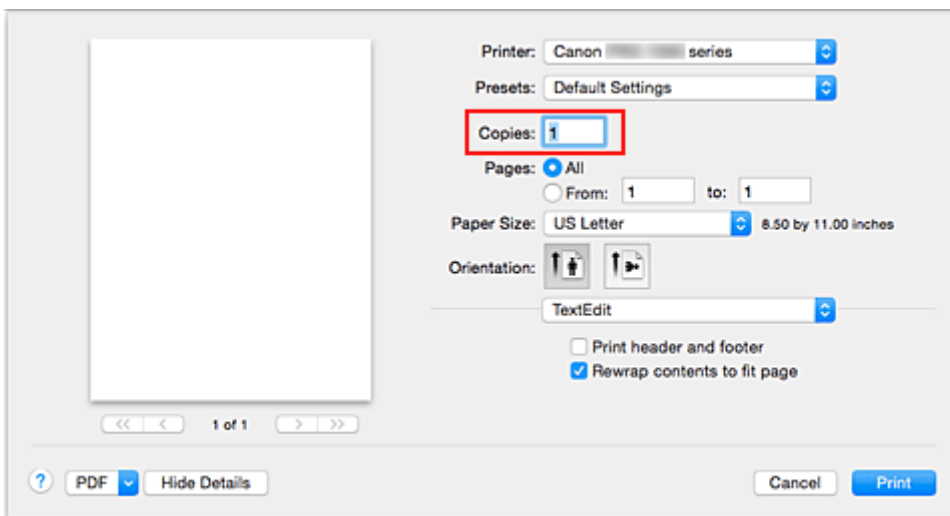 Printer: Canon series
Presets: Default Settings
Copies: 1
Pages: All
From: 1 to: 1
Paper Size: US Letter 8.50 by 11.00 inches
Orientation:
TextEdit
Print header and footer
Rewrap contents to fit page
<< < 1 of 1 > >>
? PDF Hide Details Cancel Print